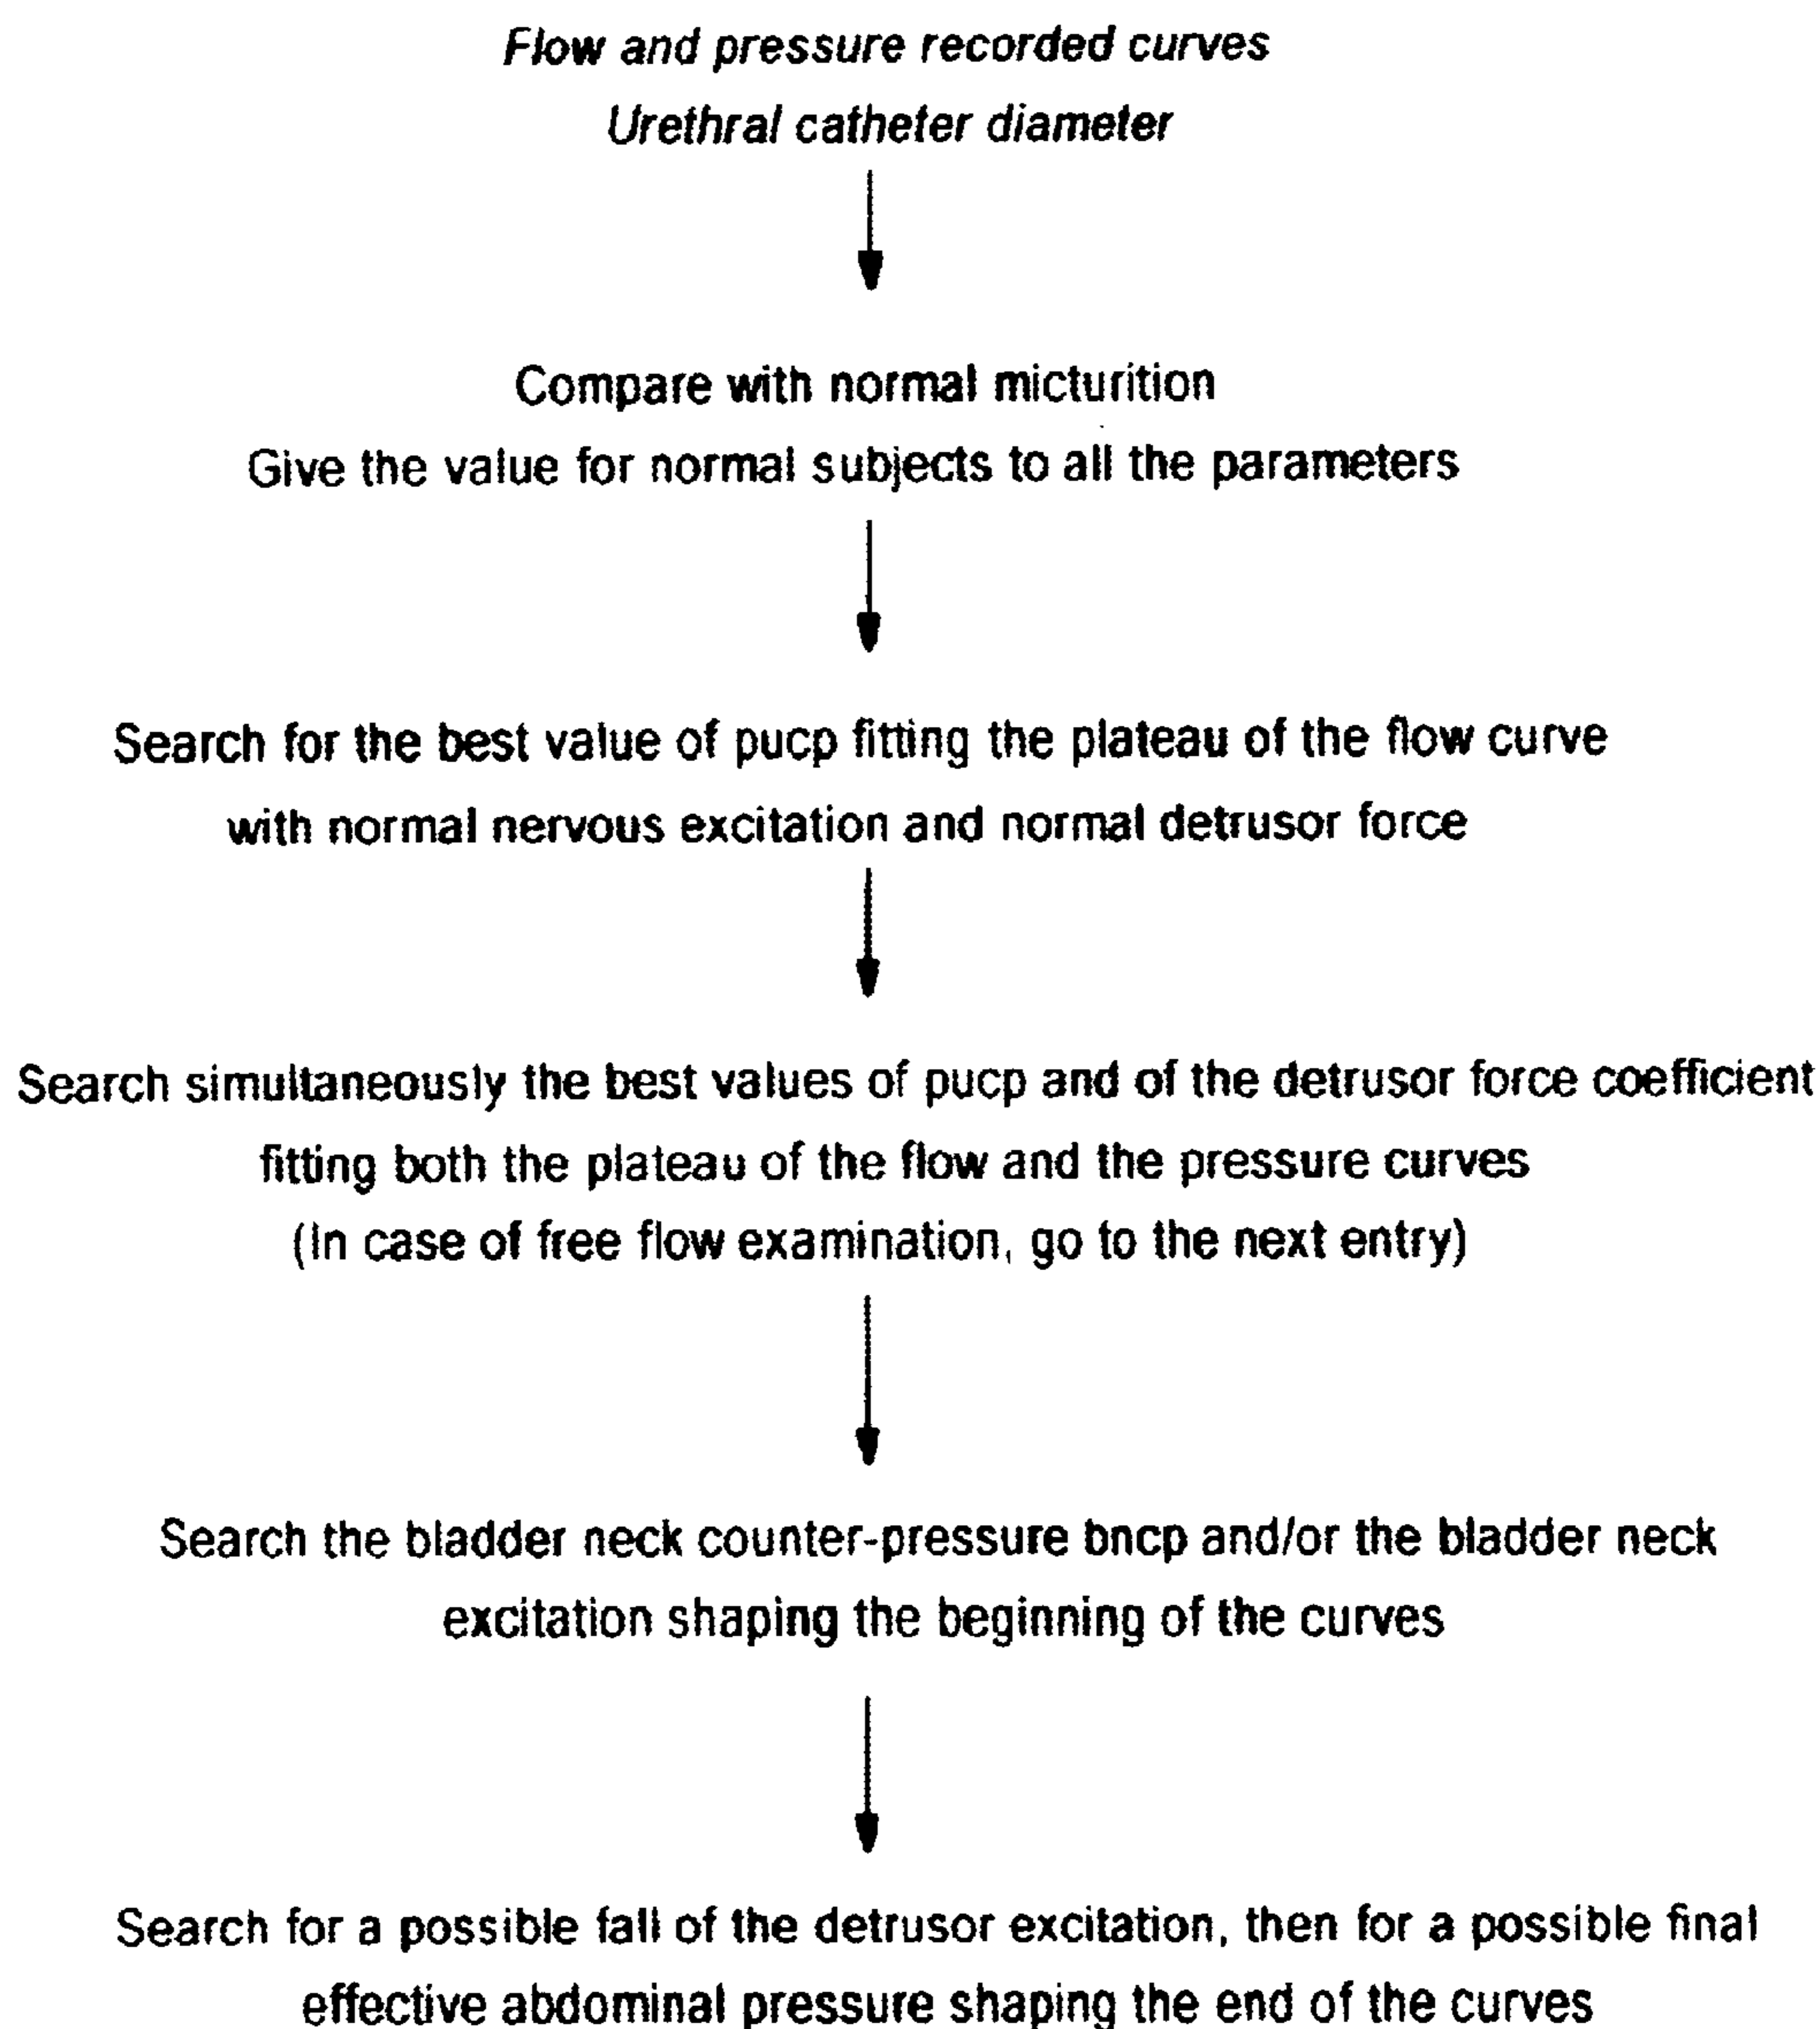 Flow and pressure recorded curves
Urethral catheter diameter
Compare with normal micturition
Give the value for normal subjects to all the parameters
Search for the best value of pucp fitting the plateau of the flow curve
with normal nervous excitation and normal detrusor force
Search simultaneously the best values of pucp and of the detrusor force coefficient
fitting both the plateau of the flow and the pressure curves
(In case of free flow examination, go to the next entry)
Search the bladder neck counter-pressure bncp and/or the bladder neck
excitation shaping the beginning of the curves
Search for a possible fall of the detrusor excitation, then for a possible final
effective abdominal pressure shaping the end of the curves